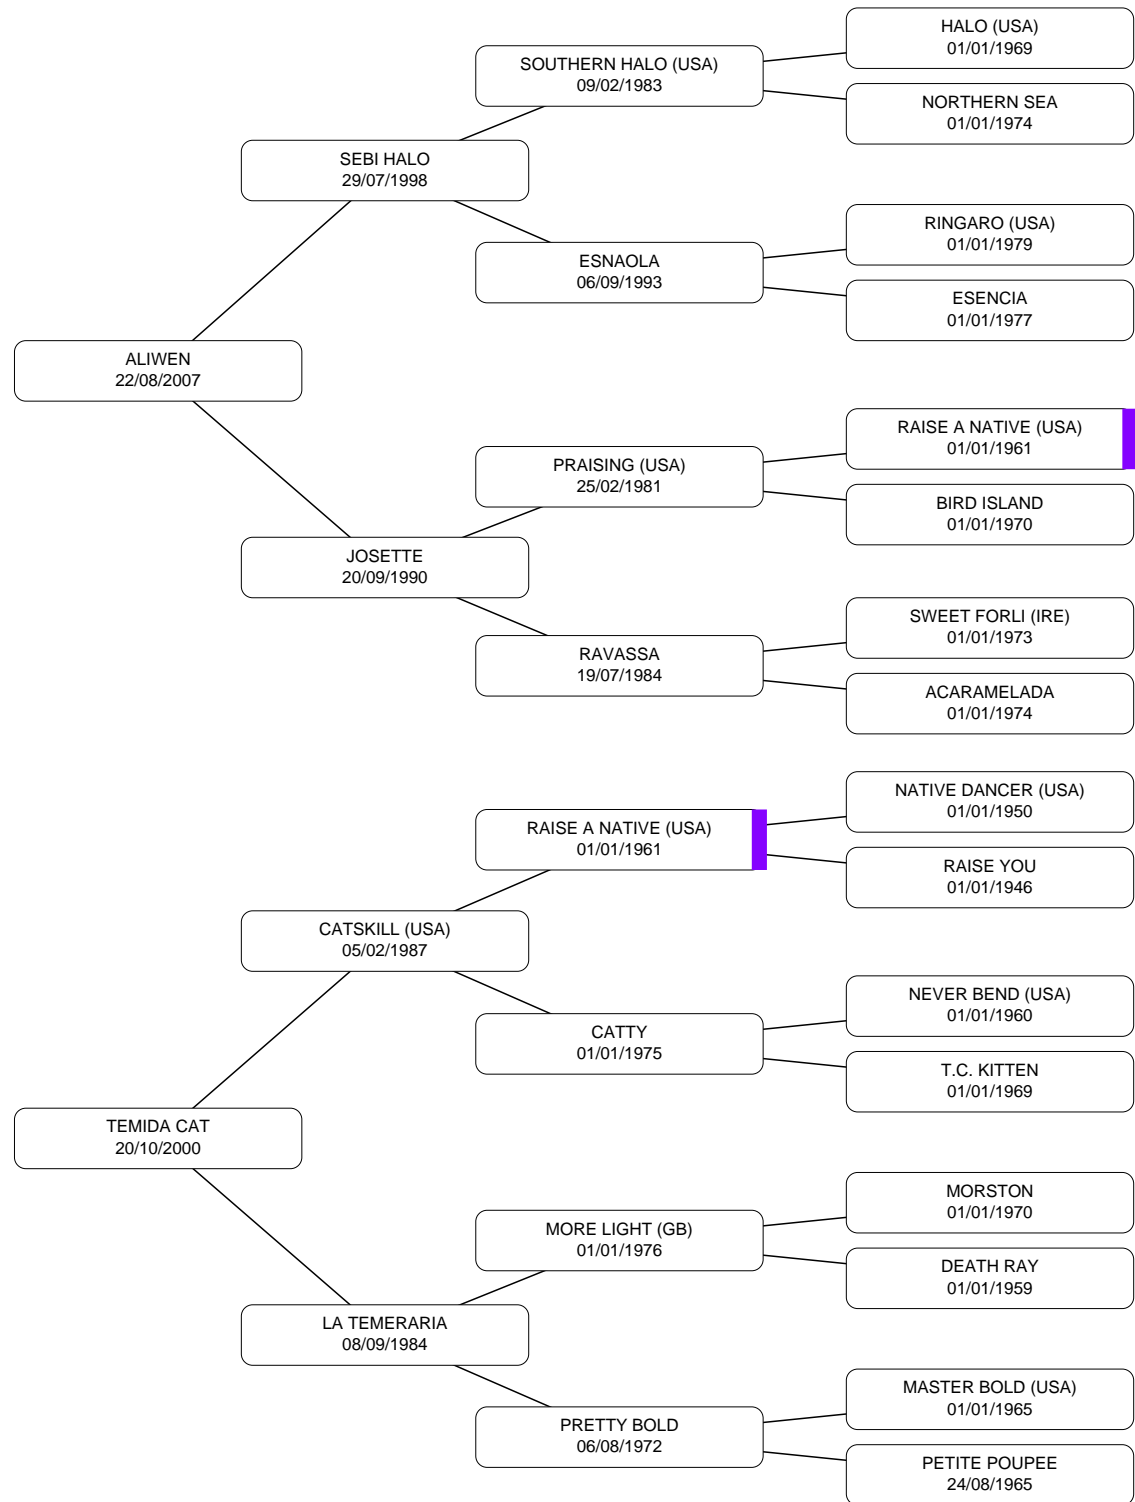 HALO (USA)
01/01/1969
SOUTHERN HALO (USA)
09/02/1983
NORTHERN SEA
01/01/1974
SEBI HALO
29/07/1998
RINGARO (USA)
01/01/1979
ESNAOLA
06/09/1993
ESENCIA
01/01/1977
ALIWEN
22/08/2007
RAISE A NATIVE (USA)
01/01/1961
PRAISING (USA)
25/02/1981
BIRD ISLAND
01/01/1970
JOSETTE
20/09/1990
SWEET FORLI (IRE)
01/01/1973
RAVASSA
19/07/1984
ACARAMELADA
01/01/1974
NATIVE DANCER (USA)
01/01/1950
RAISE A NATIVE (USA)
01/01/1961
RAISE YOU
01/01/1946
CATSKILL (USA)
05/02/1987
NEVER BEND (USA)
01/01/1960
CATTY
01/01/1975
T.C. KITTEN
01/01/1969
TEMIDA CAT
20/10/2000
MORSTON
01/01/1970
MORE LIGHT (GB)
01/01/1976
DEATH RAY
01/01/1959
LA TEMERARIA
08/09/1984
MASTER BOLD (USA)
01/01/1965
PRETTY BOLD
06/08/1972
PETITE POUPEE
24/08/1965